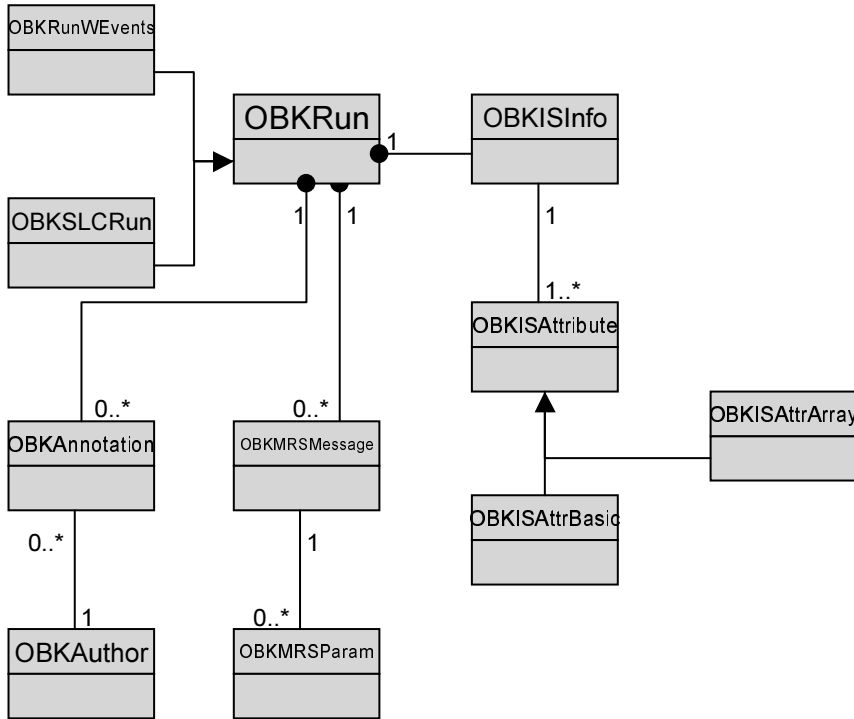 OBKRunWEvents
OBKRun
OBKISInfo
1
OBKSLCRun
1
1
1
1..*
OBKISAttribute
0..*
0..*
OBKISAttrArray
OBKAnnotation
OBKMRSMessage
OBKISAttrBasic
0..*
1
1
0..*
OBKAuthor
OBKMRSParam